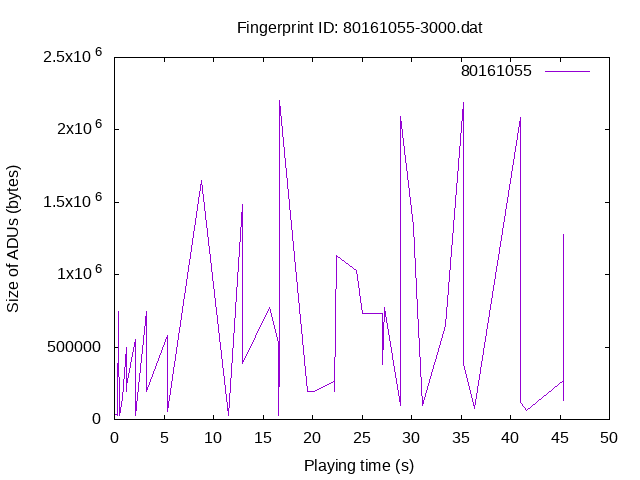 Fingerprint ID: 80161055-3000.dat
80161055
Size of ADUs (bytes)
2.5x10^6
2x10^6
1.5x10^6
1x10^6
500000
0
0 5 10 15 20 25 30 35 40 45 50
Playing time (s)